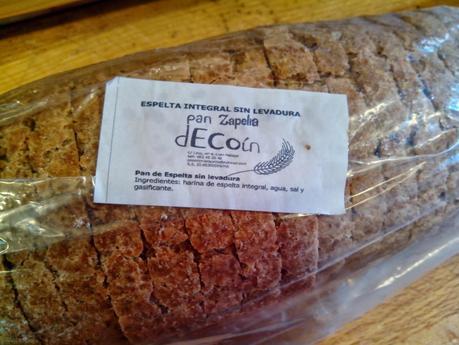 ESPELTA INTEGRAL SIN LEVADURA
pan Zapelia
dECOín
Pan de Espelta sin levadura
Ingredientes: harina de espelta integral, agua, sal y
gasificante.